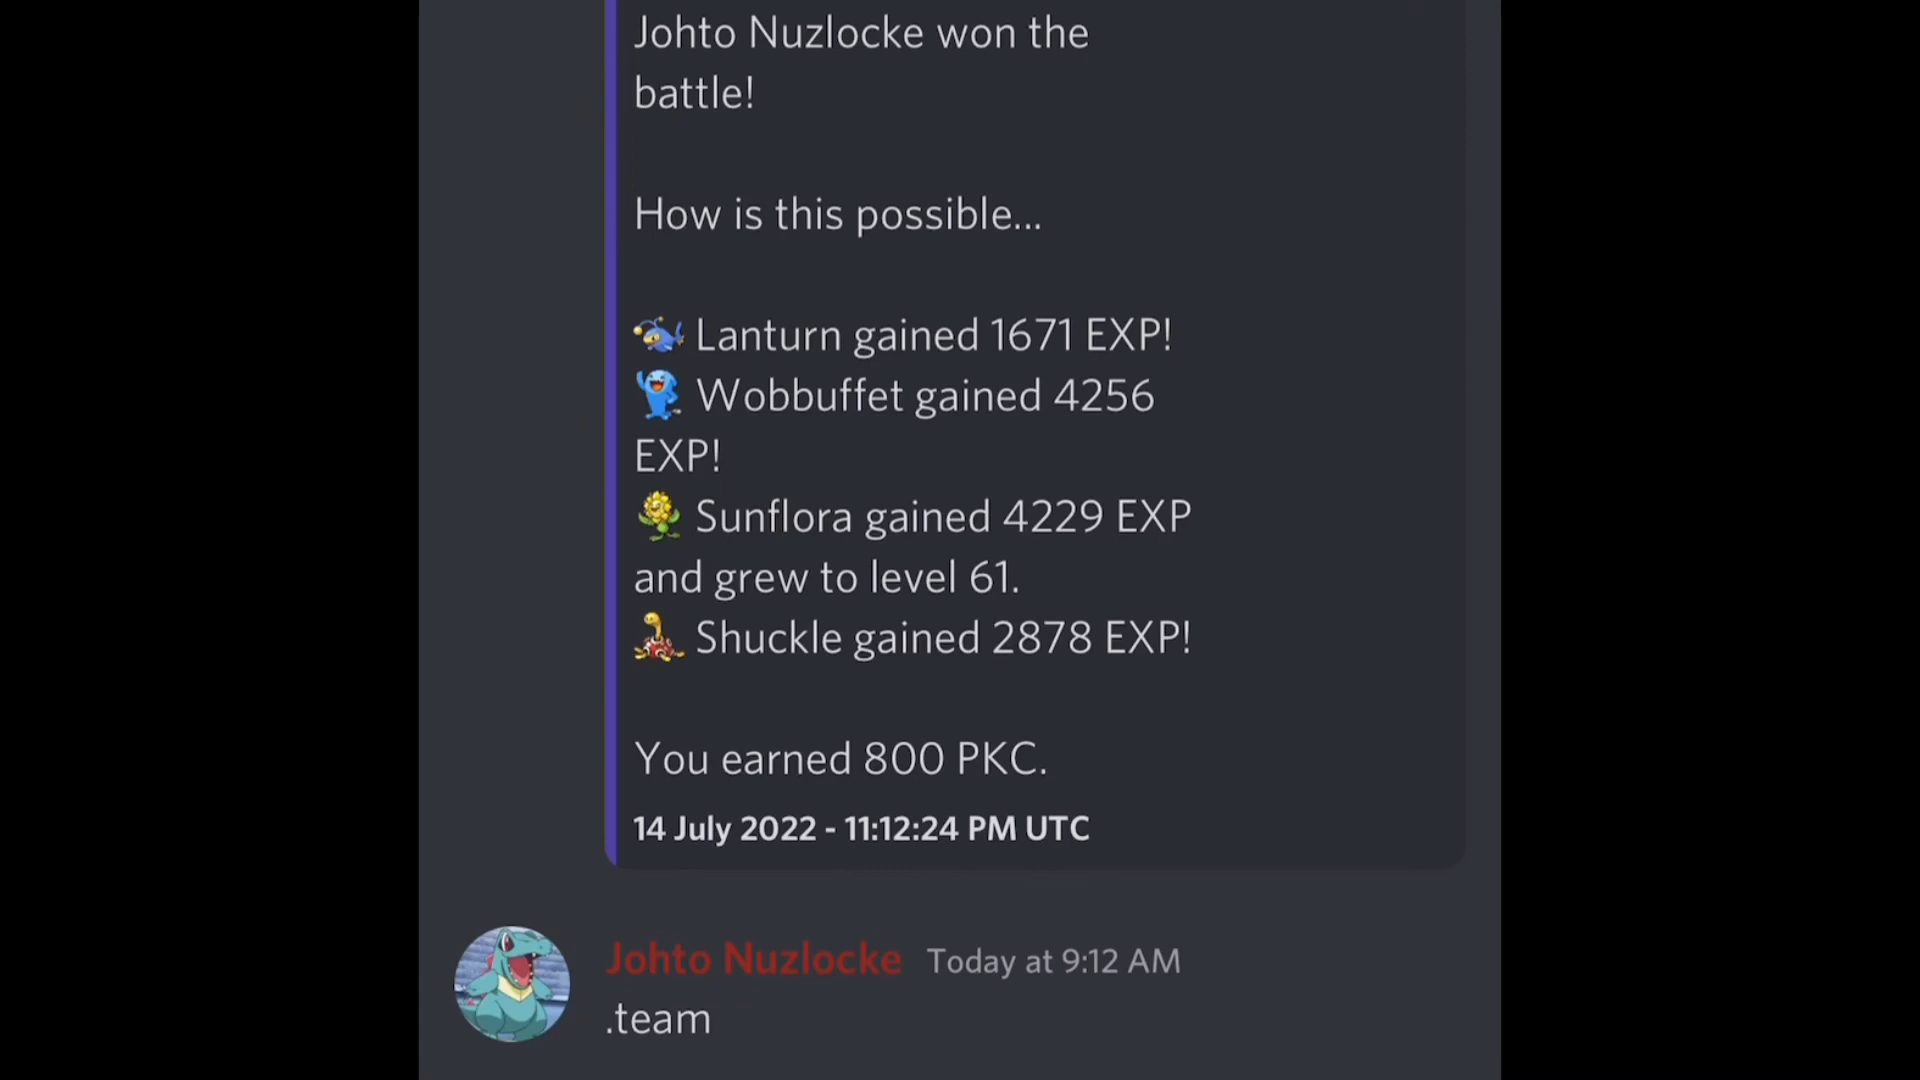 Johto Nuzlocke won the
battle!
How is this possible...
Lanturn gained 1671 EXP!
Wobbuffet gained 4256
EXP!
Sunflora gained 4229 EXP
and grew to level 61.
Shuckle gained 2878 EXP!
You earned 800 PKC.
14 July 2022 - 11:12:24 PM UTC
Johto Nuzlocke Today at 9:12 AM
.team